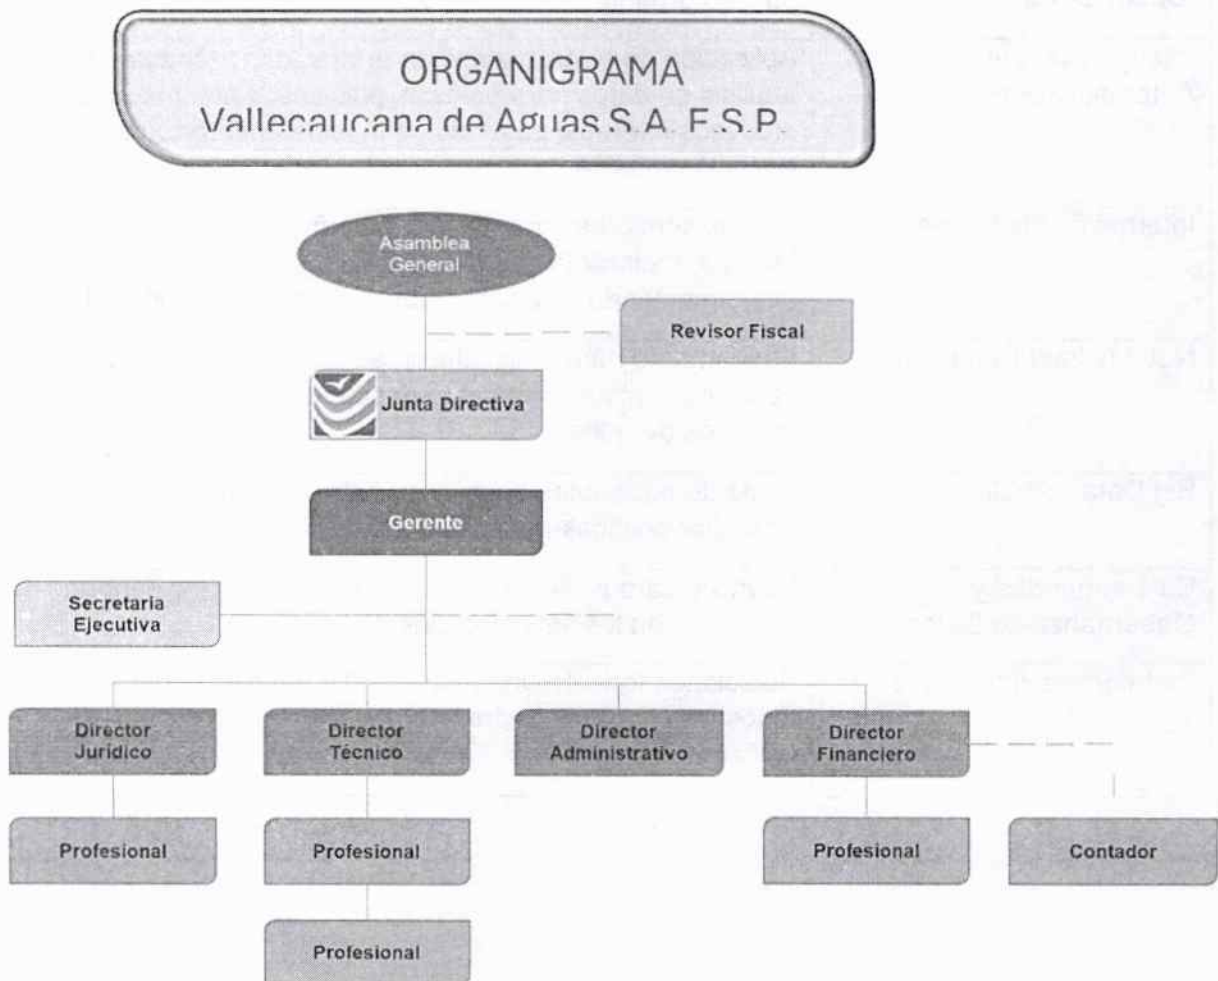 ORGANIGRAMA
Vallecaucana de Aguas S.A. E.S.P.
Asamblea
General
Revisor Fiscal
Junta Directiva
Gerente
Secretaria
Ejecutiva
Director
Jurídico
Director
Técnico
Director
Administrativo
Director
Financiero
Profesional
Profesional
Profesional
Contador
Profesional